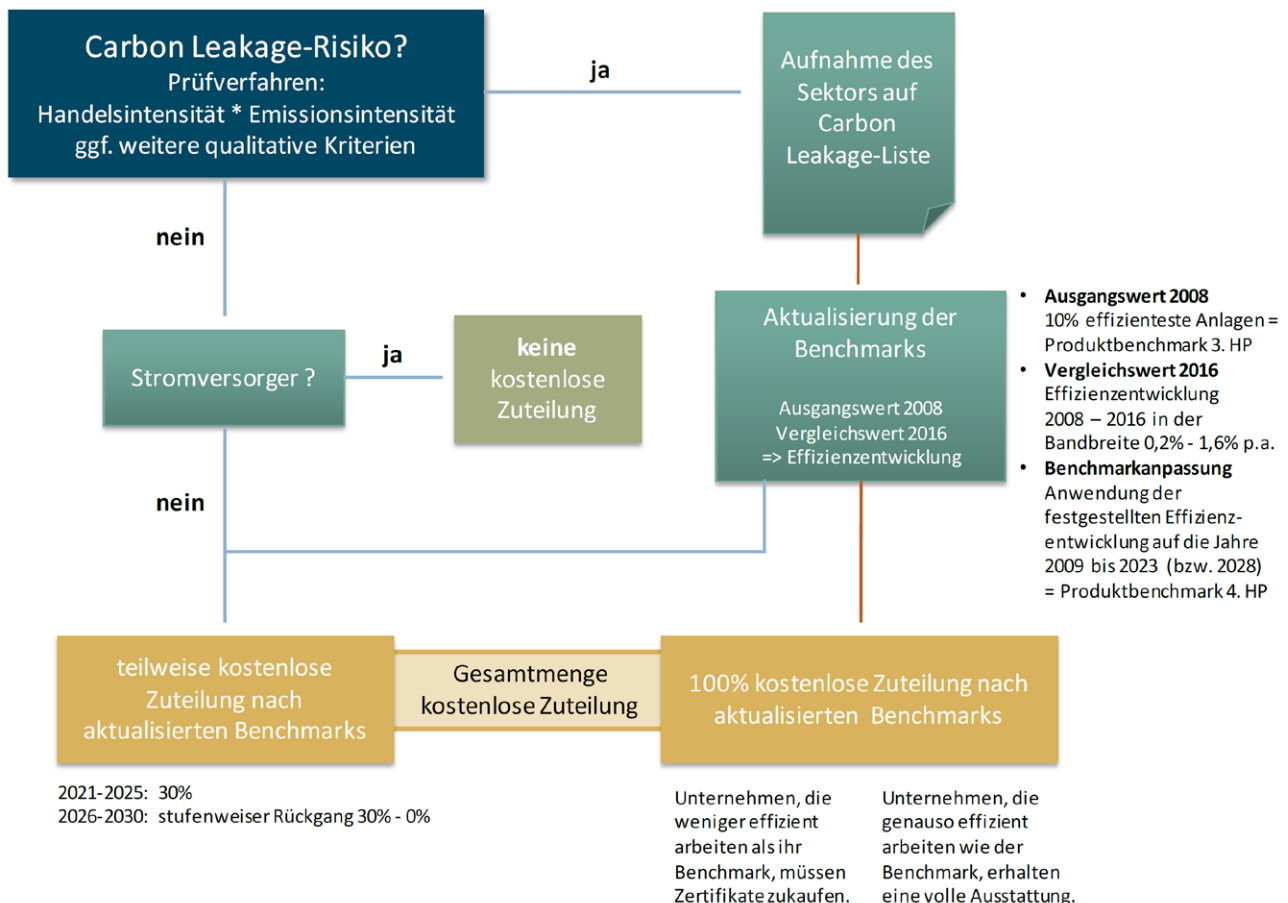 Carbon Leakage-Risiko?
Prüfverfahren:
Handelsintensität * Emissionsintensität
ggf. weitere qualitative Kriterien
ja
Aufnahme des
Sektors auf
Carbon
Leakage-Liste
nein
Stromversorger ?
ja
keine
kostenlose
Zuteilung
Aktualisierung der
Benchmarks
Ausgangswert 2008
Vergleichswert 2016
=> Effizienzentwicklung
• Ausgangswert 2008
10% effizienteste Anlagen =
Produktbenchmark 3. HP
• Vergleichswert 2016
Effizienzentwicklung
2008 – 2016 in der
Bandbreite 0,2% - 1,6% p.a.
• Benchmarkanpassung
Anwendung der
festgestellten Effizienz-
entwicklung auf die Jahre
2009 bis 2023 (bzw. 2028)
= Produktbenchmark 4. HP
nein
teilweise kostenlose
Zuteilung nach
aktualisierten Benchmarks
Gesamtmenge
kostenlose Zuteilung
100% kostenlose Zuteilung nach
aktualisierten Benchmarks
2021-2025: 30%
2026-2030: stufenweiser Rückgang 30% - 0%
Unternehmen, die
weniger effizient
arbeiten als ihr
Benchmark, müssen
Zertifikate zukaufen.
Unternehmen, die
genauso effizient
arbeiten wie der
Benchmark, erhalten
eine volle Ausstattung.